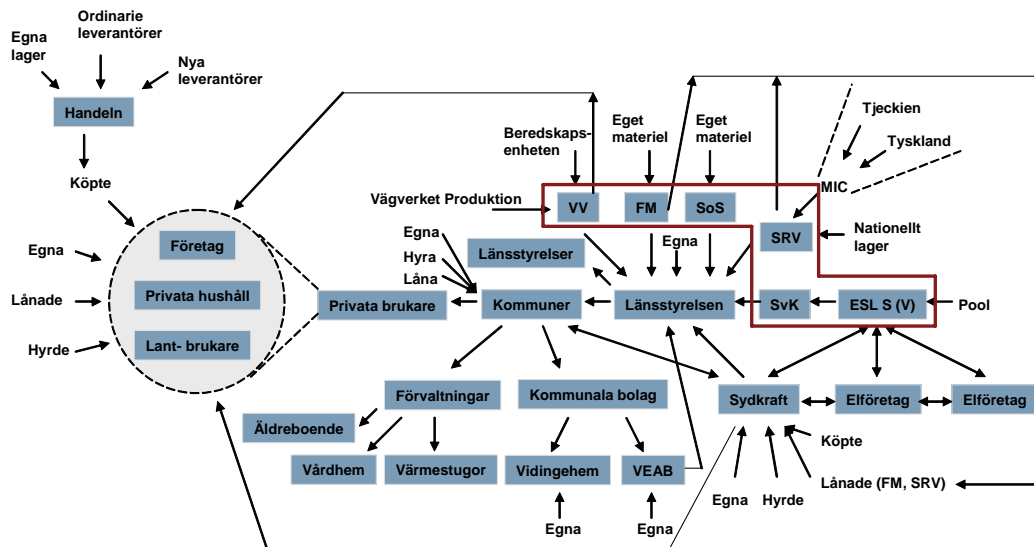 Ordinarie
leverantörer
Egna
lager
Nya
leverantörer
Handeln
Köpte
Företag
Privata hushåll
Lant- brukare
Egna
Lånade
Hyrde
Privata brukare
Egna
Hyra
Låna
Länsstyrelser
Kommuner
Länsstyrelsen
Egna
Vägverket Produktion
Beredskaps-
enheten
Eget
materiel
Eget
materiel
VV
FM
SoS
SRV
MIC
Tjeckien
Tyskland
Nationellt
lager
SvK
ESL S (V)
Pool
Förvaltningar
Kommunala bolag
Äldreboende
Vårdhem
Värmestugor
Vidingehem
VEAB
Egna
Egna
Sydkraft
Elföretag
Elföretag
Köpte
Lånade (FM, SRV)
Egna
Hyrde